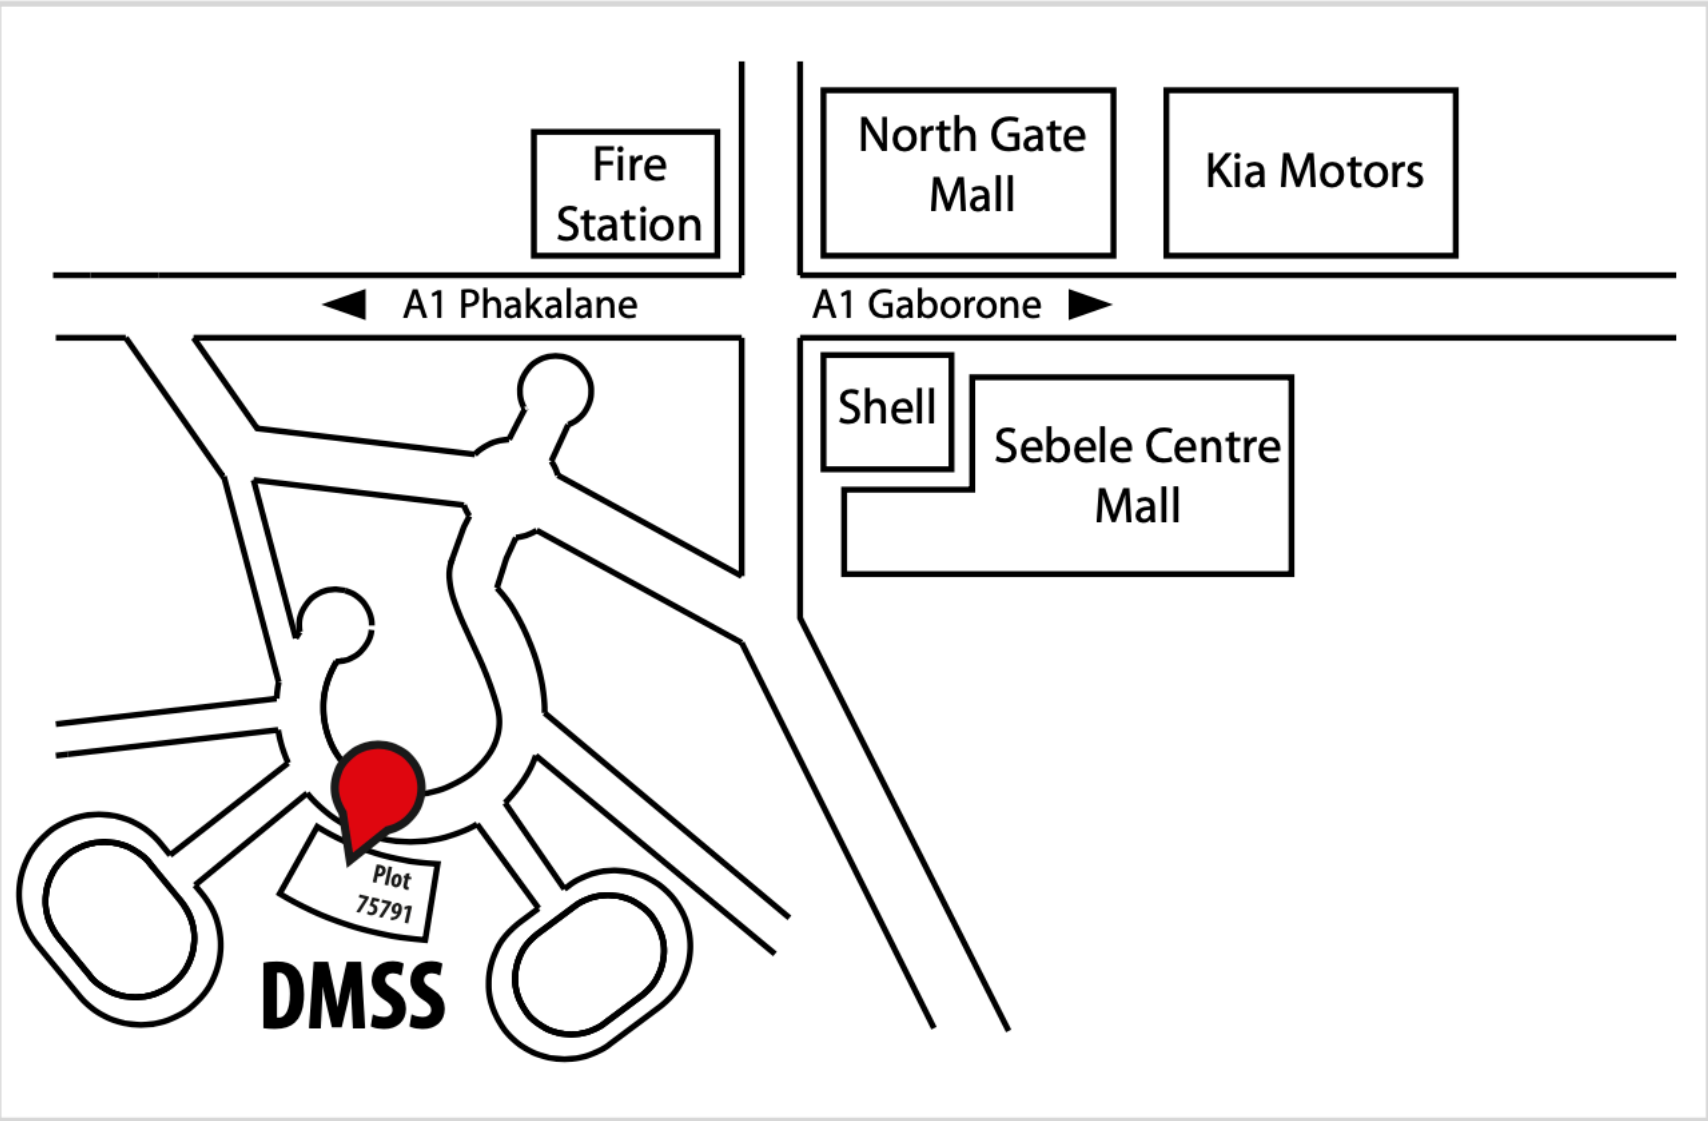 Fire
Station
North Gate
Mall
Kia Motors
A1 Phakalane
A1 Gaborone
Shell
Sebele Centre
Mall
Plot
75791
DMSS